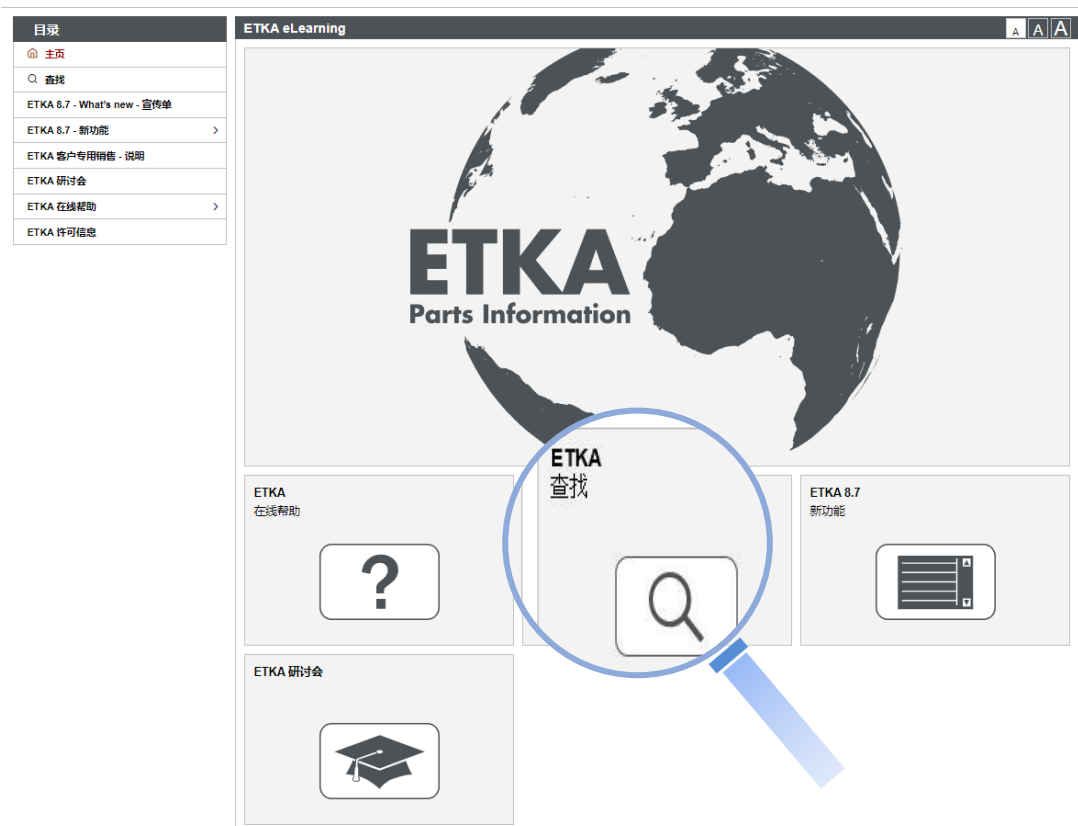 目录
主页
查找
ETKA 8.7 - What's new - 宣传单
ETKA 8.7 - 新功能
ETKA 客户专用销售 - 说明
ETKA 研讨会
ETKA 在线帮助
ETKA 许可信息
ETKA eLearning
A A A
ETKA
Parts Information
ETKA
在线帮助
?
ETKA
查找
ETKA 8.7
新功能
ETKA 研讨会